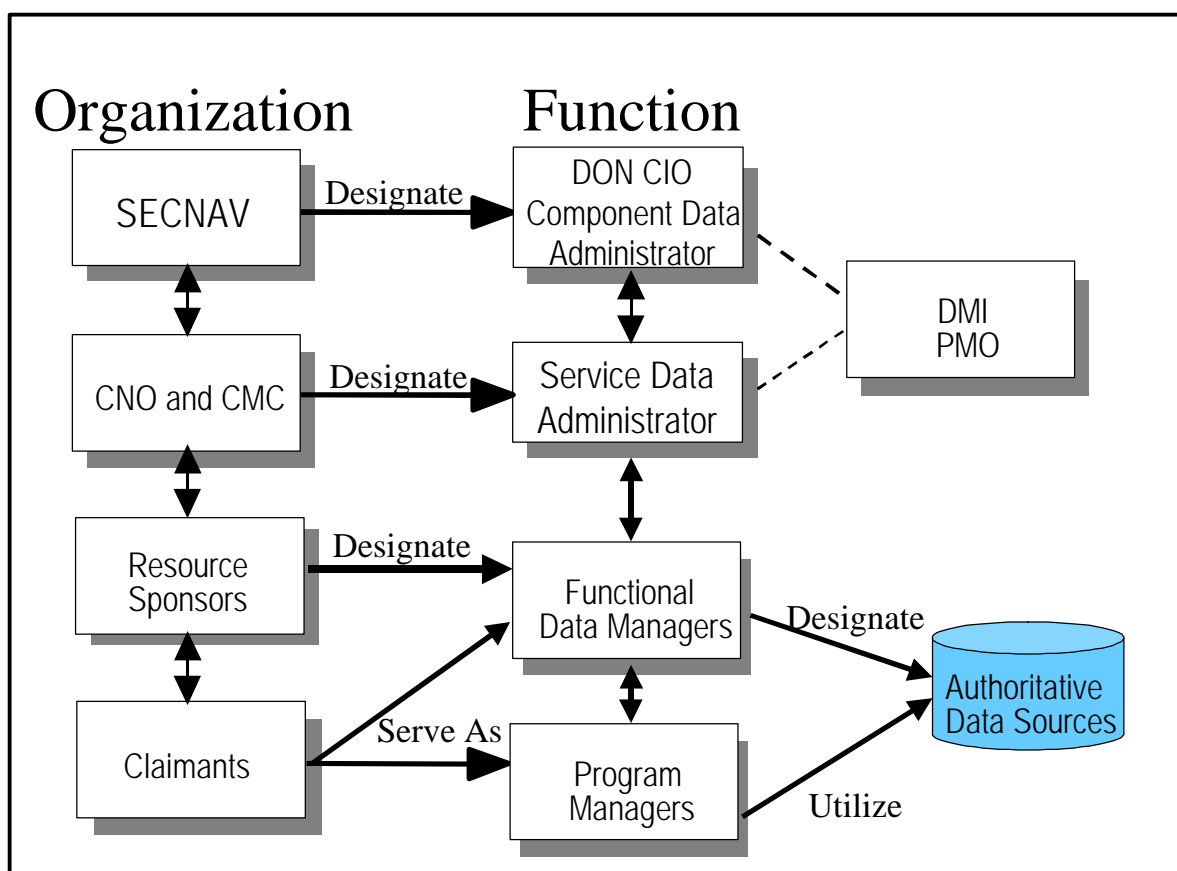 Organization
Function
SECNAV
Designate
DON CIO
Component Data
Administrator
DMI
PMO
CNO and CMC
Designate
Service Data
Administrator
Resource
Sponsors
Designate
Functional
Data Managers
Designate
Authoritative
Data Sources
Claimants
Serve As
Program
Managers
Utilize